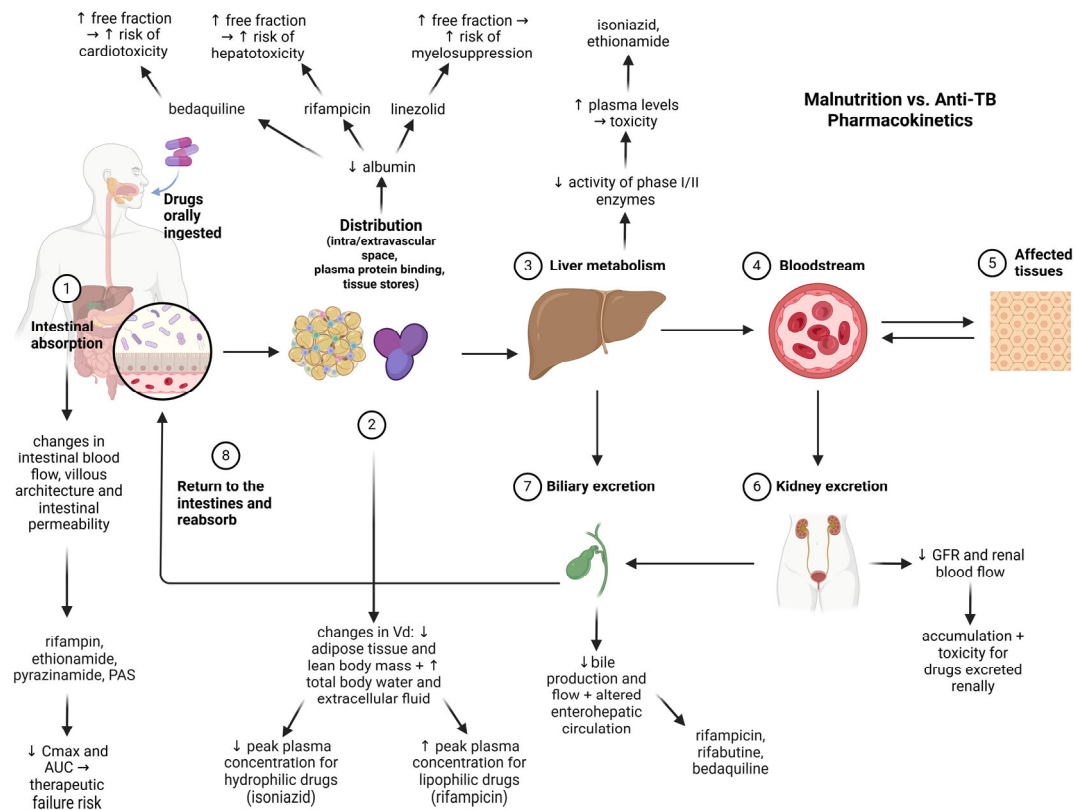 ↑ free fraction
→ ↑ risk of
cardiotoxicity
↑ free fraction
→ ↑ risk of
hepatotoxicity
↑ free fraction →
↑ risk of
myelosuppression
isoniazid,
ethionamide
Malnutrition vs. Anti-TB
Pharmacokinetics
bedaquiline
rifampicin
linezolid
↑ plasma levels
→ toxicity
↓ albumin
↓ activity of phase I/II
enzymes
Drugs
orally
ingested
Distribution
(intra/extravascular
space,
plasma protein binding,
tissue stores)
1
Intestinal
absorption
3 Liver metabolism
4 Bloodstream
5 Affected
tissues
2
changes in
intestinal blood
flow, villous
architecture and
intestinal
permeability
8
Return to the
intestines and
reabsorb
7 Biliary excretion
6 Kidney excretion
↓ GFR and renal
blood flow
rifampin,
ethionamide,
pyrazinamide, PAS
changes in Vd: ↓
adipose tissue and
lean body mass + ↑
total body water and
extracellular fluid
↓ bile
production and
flow + altered
enterohepatic
circulation
accumulation +
toxicity for
drugs excreted
renally
↓ Cmax and
AUC →
therapeutic
failure risk
↓ peak plasma
concentration for
hydrophilic drugs
(isoniazid)
↑ peak plasma
concentration for
lipophilic drugs
(rifampicin)
rifampicin,
rifabutine,
bedaquiline